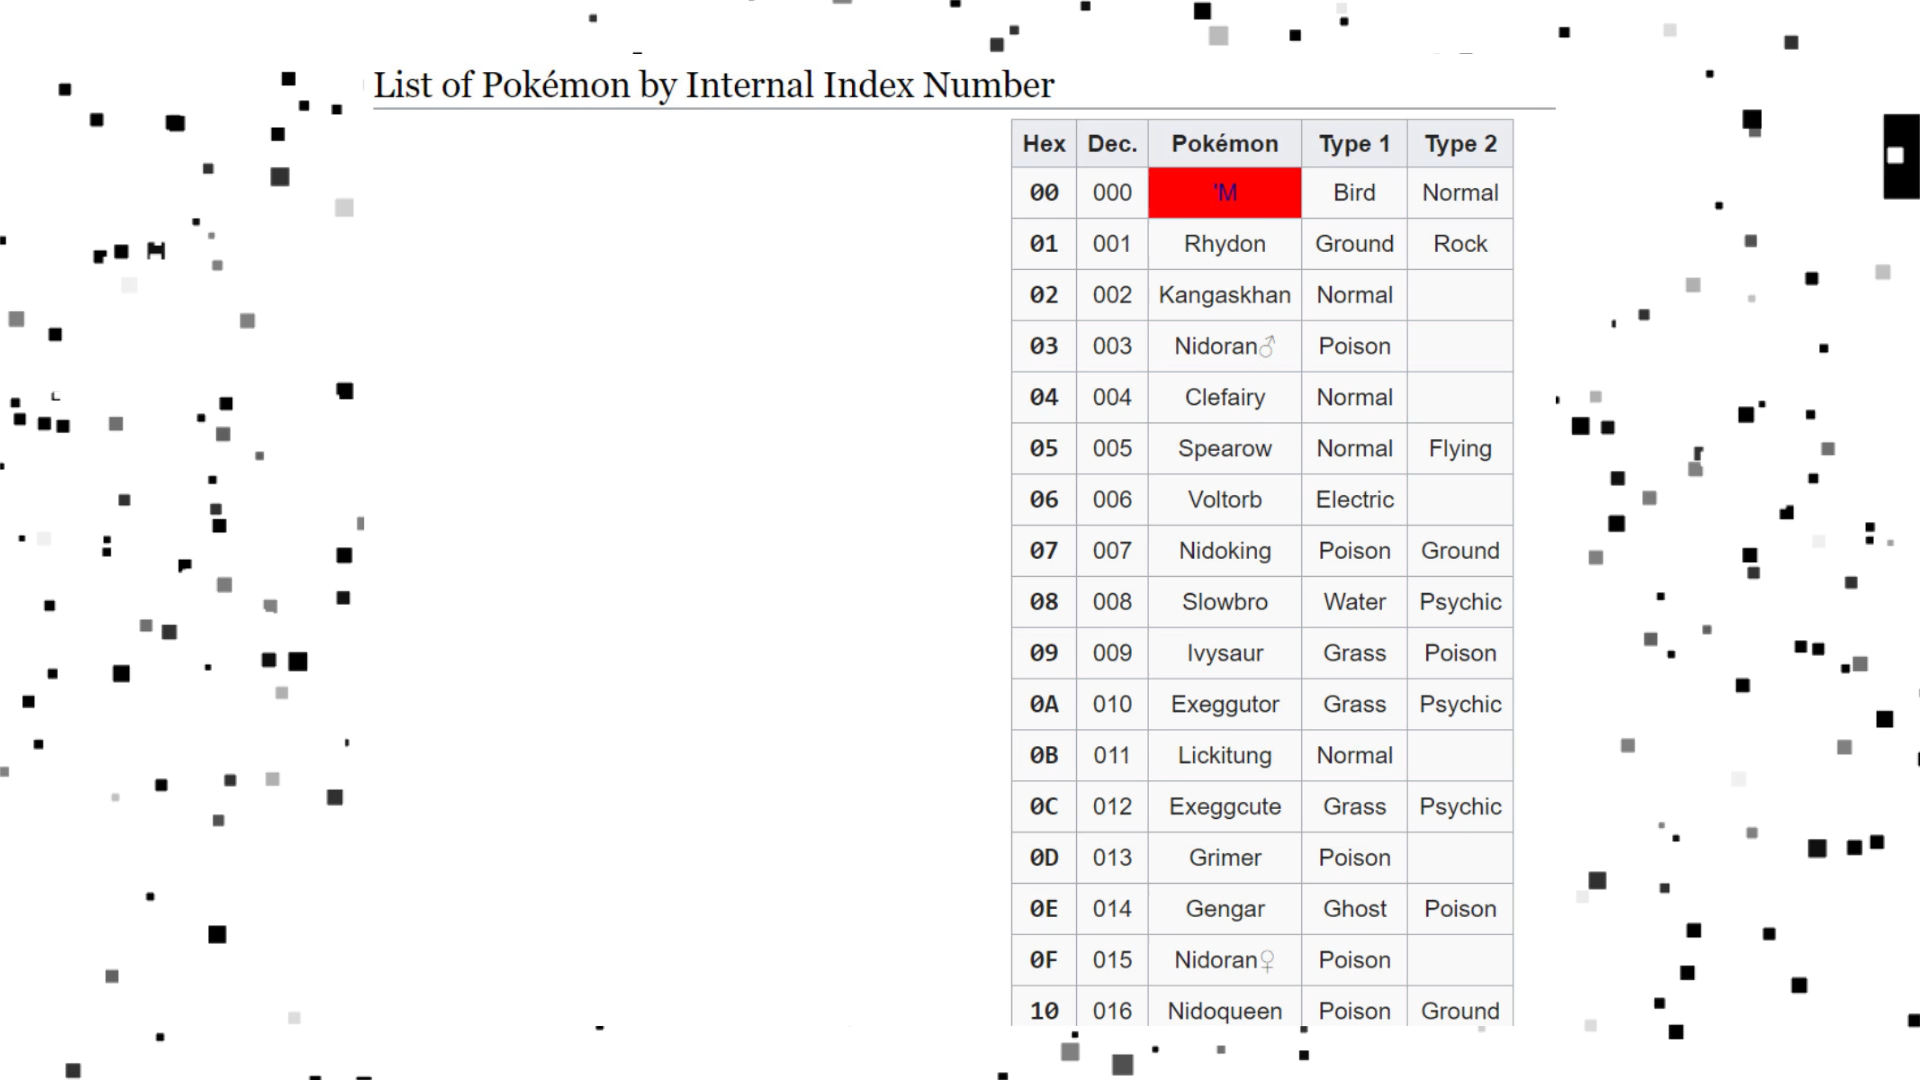 List of Pokémon by Internal Index Number
Hex Dec. Pokémon Type 1 Type 2
00 000 'M Bird Normal
01 001 Rhydon Ground Rock
02 002 Kangaskhan Normal
03 003 Nidoran♂ Poison
04 004 Clefairy Normal
05 005 Spearow Normal Flying
06 006 Voltorb Electric
07 007 Nidoking Poison Ground
08 008 Slowbro Water Psychic
09 009 Ivysaur Grass Poison
0A 010 Exeggutor Grass Psychic
0B 011 Lickitung Normal
0C 012 Exeggcute Grass Psychic
0D 013 Grimer Poison
0E 014 Gengar Ghost Poison
0F 015 Nidoran♀ Poison
10 016 Nidoqueen Poison Ground